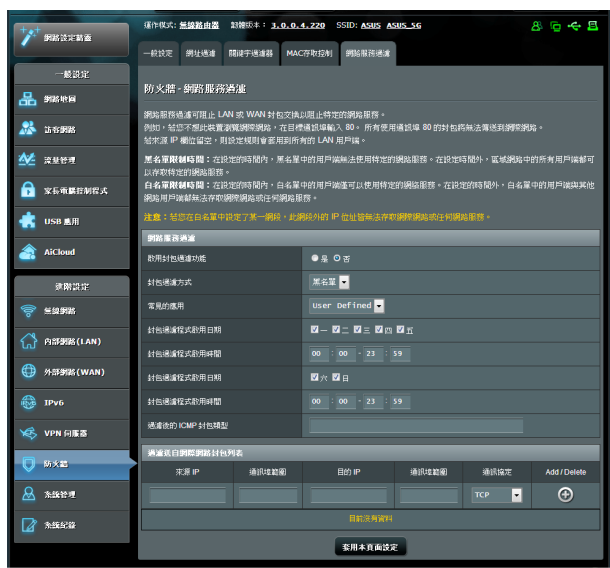 網路設定精靈
運作模式: 無線路由器 韌體版本: 3.0.0.4.220 SSID: ASUS ASUS_5G
一般設定 網址過濾 關鍵字過濾器 MAC存取控制 網路服務過濾
一般設定
網路地圖
訪客網路
流量管理
家長電腦控制程式
USB 應用
AiCloud
進階設定
無線網路
內部網路(LAN)
外部網路(WAN)
IPv6
VPN 伺服器
防火牆
系統管理
系統紀錄
防火牆 - 網路服務過濾
網路服務過濾可阻止 LAN 或 WAN 封包交換以阻止特定的網路服務。
例如,若您不想此裝置瀏覽網際網路,在目標通訊埠輸入 80。所有使用通訊埠 80 的封包將無法傳送到網際網路。
若來源 IP 欄位留空,則設定規則會套用到所有的 LAN 用戶端。
黑名單限制時間:在設定的時間內,黑名單中的用戶端無法使用特定的網路服務。在設定時間外,區域網路中的所有用戶端都可
以存取特定的網路服務。
白名單限制時間:在設定的時間內,白名單中的用戶端僅可以使用特定的網路服務。在設定的時間外,白名單中的用戶端與其他
網路用戶端都無法存取網際網路或任何網路服務。
注意:若您在白名單中設定了某一網段,此網段外的 IP 位址皆無法存取網際網路或任何網路服務。
網路服務過濾
啟用封包過濾功能 是 否
封包過濾方式 黑名單
常見的應用 User Defined
封包過濾程式啟用日期 一 二 三 四 五
封包過濾程式啟用時間 00 : 00 - 23 : 59
封包過濾程式啟用日期 六 日
封包過濾程式啟用時間 00 : 00 - 23 : 59
過濾後的 ICMP 封包類型
過濾送自網際網路封包列表
來源 IP 通訊埠範圍 目的 IP 通訊埠範圍 通訊協定 Add / Delete
TCP
目前沒有資料
套用本頁面設定